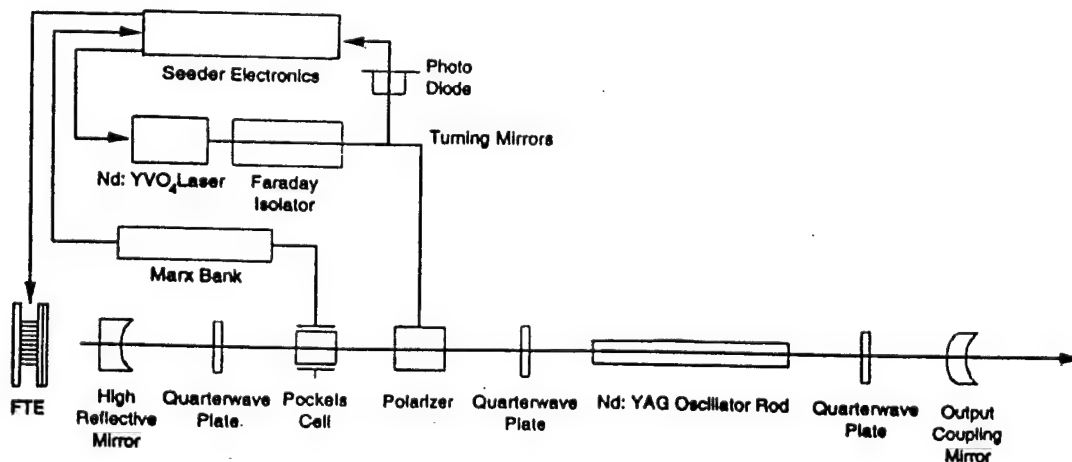 Seeder Electronics
Photo
Diode
Turning Mirrors
Nd: YVO4Laser
Faraday
Isolator
Marx Bank
FTE
High
Reflective
Mirror
Quarterwave
Plate.
Pockels
Cell
Polarizer
Quarterwave
Plate
Nd: YAG Oscillator Rod
Quarterwave
Plate
Output
Coupling
Mirror